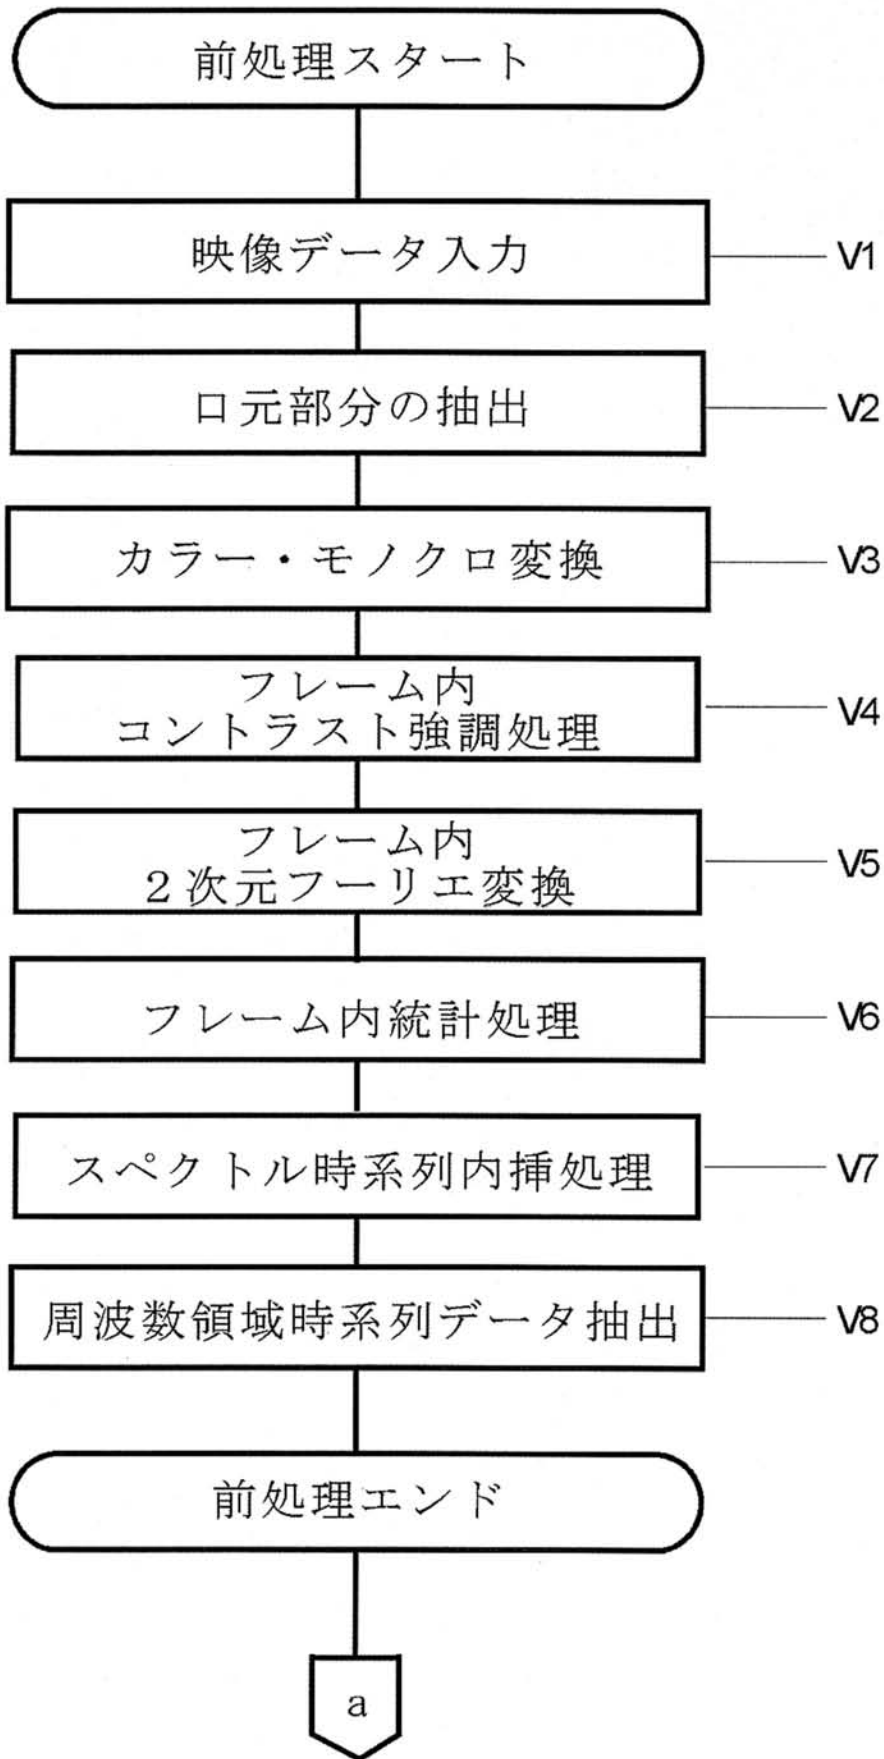 前処理スタート
映像データ入力
V1
口元部分の抽出
V2
カラー・モノクロ変換
V3
フレーム内
コントラスト強調処理
V4
フレーム内
2次元フーリエ変換
V5
フレーム内統計処理
V6
スペクトル時系列内挿処理
V7
周波数領域時系列データ抽出
V8
前処理エンド
a